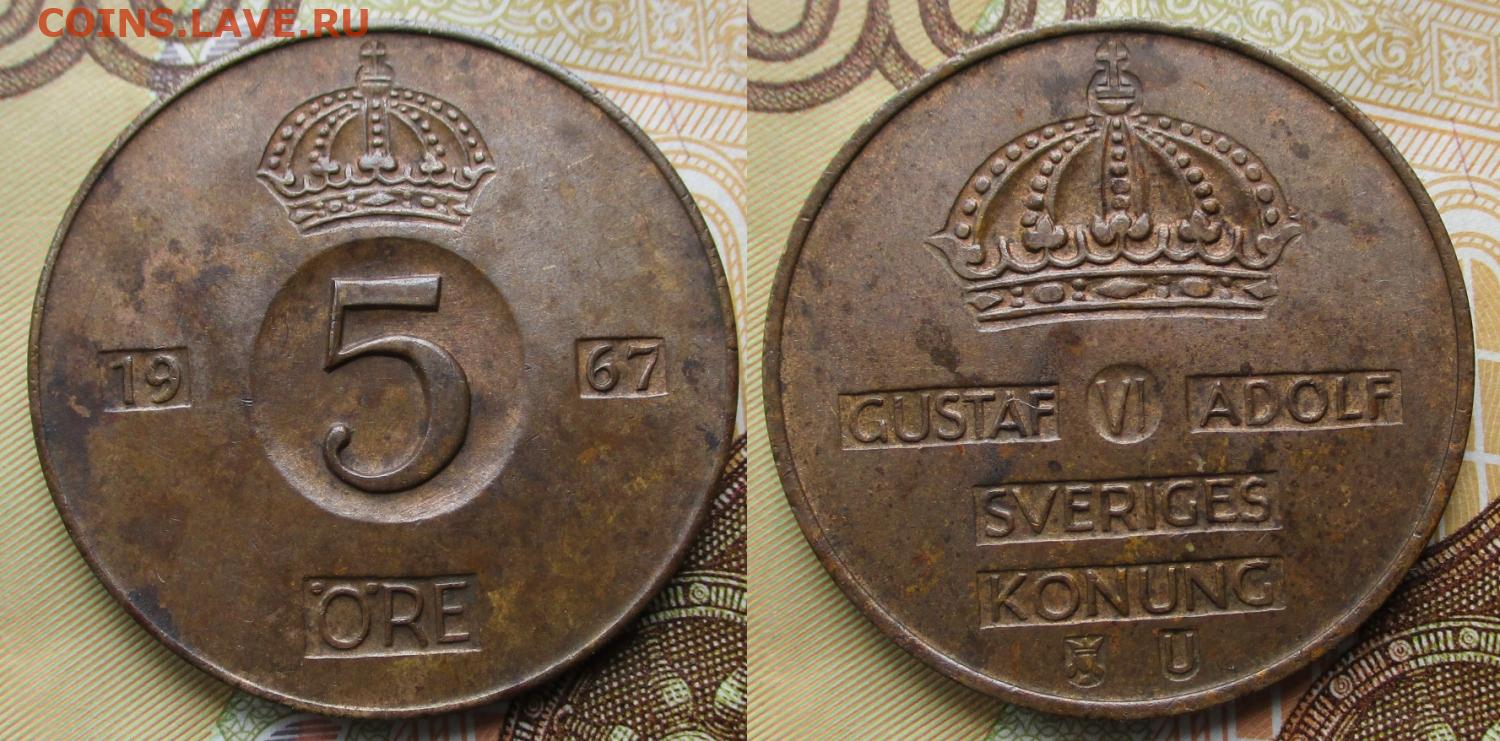 COINS.LAVE.RU
19 5 67
ÖRE
GUSTAF VI ADOLF
SVERIGES
KONUNG
U